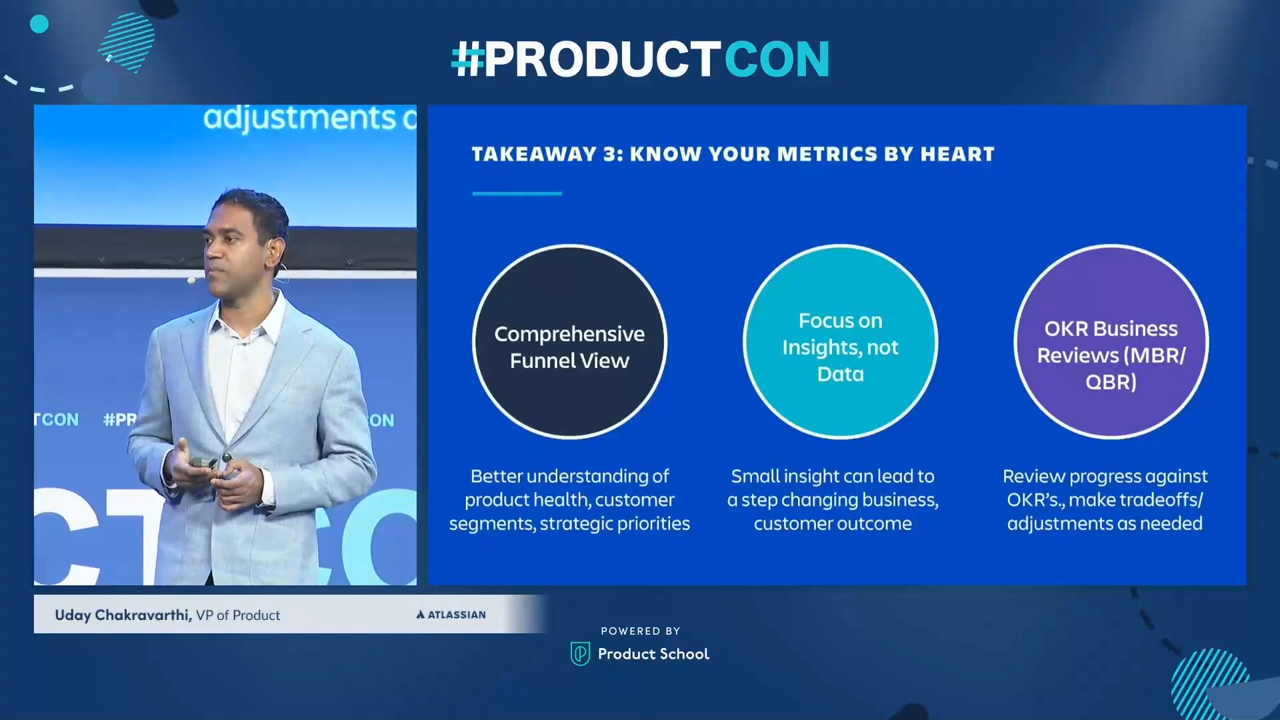 #PRODUCTCON
adjustments a
TCON #PR CON
CT CO
Uday Chakravarthi, VP of Product
ATLASSIAN
TAKEAWAY 3: KNOW YOUR METRICS BY HEART
Comprehensive
Funnel View
Better understanding of
product health, customer
segments, strategic priorities
Focus on
Insights, not
Data
Small insight can lead to
a step changing business,
customer outcome
OKR Business
Reviews (MBR/
QBR)
Review progress against
OKR's., make tradeoffs/
adjustments as needed
POWERED BY
Product School